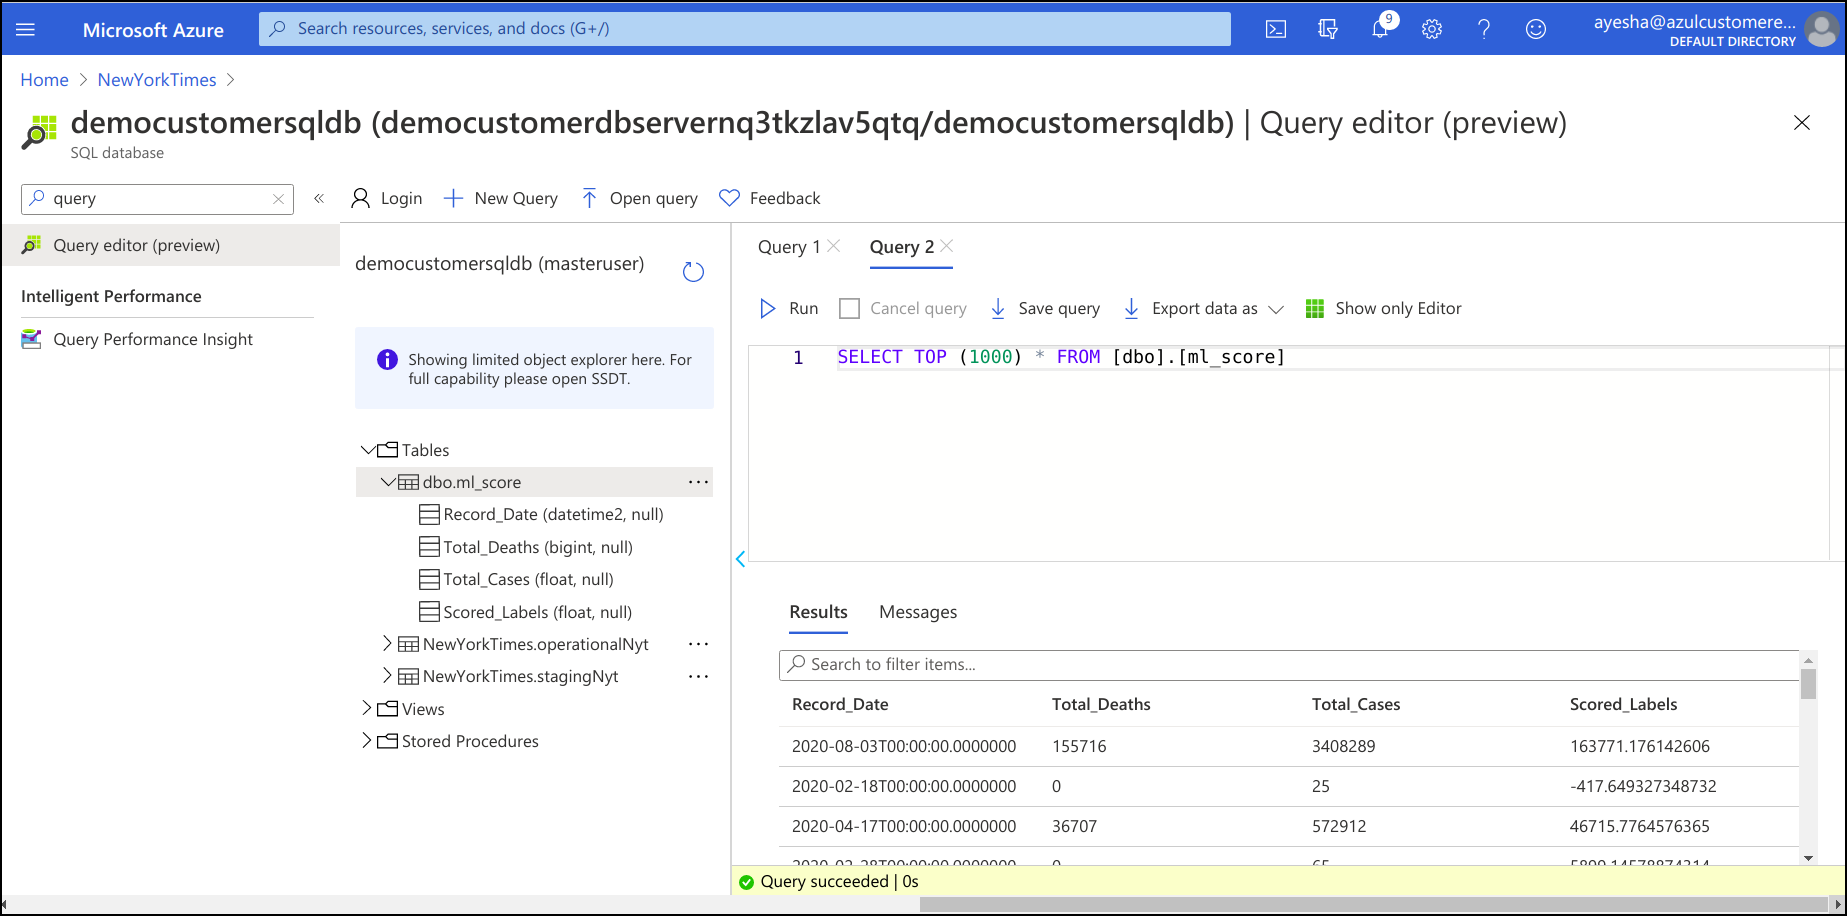 Microsoft Azure
Search resources, services, and docs (G+/)
9
ayesha@azulcustomere...
DEFAULT DIRECTORY
Home > NewYorkTimes >
democustomersqldb (democustomerdbservernq3tkzlav5qtq/democustomersqldb) | Query editor (preview)
SQL database
query
«
Login
New Query
Open query
Feedback
Query editor (preview)
Intelligent Performance
Query Performance Insight
democustomersqldb (masteruser)
Showing limited object explorer here. For
full capability please open SSDT.
Tables
dbo.ml_score
Record_Date (datetime2, null)
Total_Deaths (bigint, null)
Total_Cases (float, null)
Scored_Labels (float, null)
NewYorkTimes.operationalNyt
NewYorkTimes.stagingNyt
Views
Stored Procedures
Query 1
Query 2
Run
Cancel query
Save query
Export data as
Show only Editor
1 SELECT TOP (1000) * FROM [dbo].[ml_score]
Results
Messages
Search to filter items...
Record_Date Total_Deaths Total_Cases Scored_Labels
2020-08-03T00:00:00.0000000 155716 3408289 163771.176142606
2020-02-18T00:00:00.0000000 0 25 -417.649327348732
2020-04-17T00:00:00.0000000 36707 572912 46715.7764576365
Query succeeded | 0s